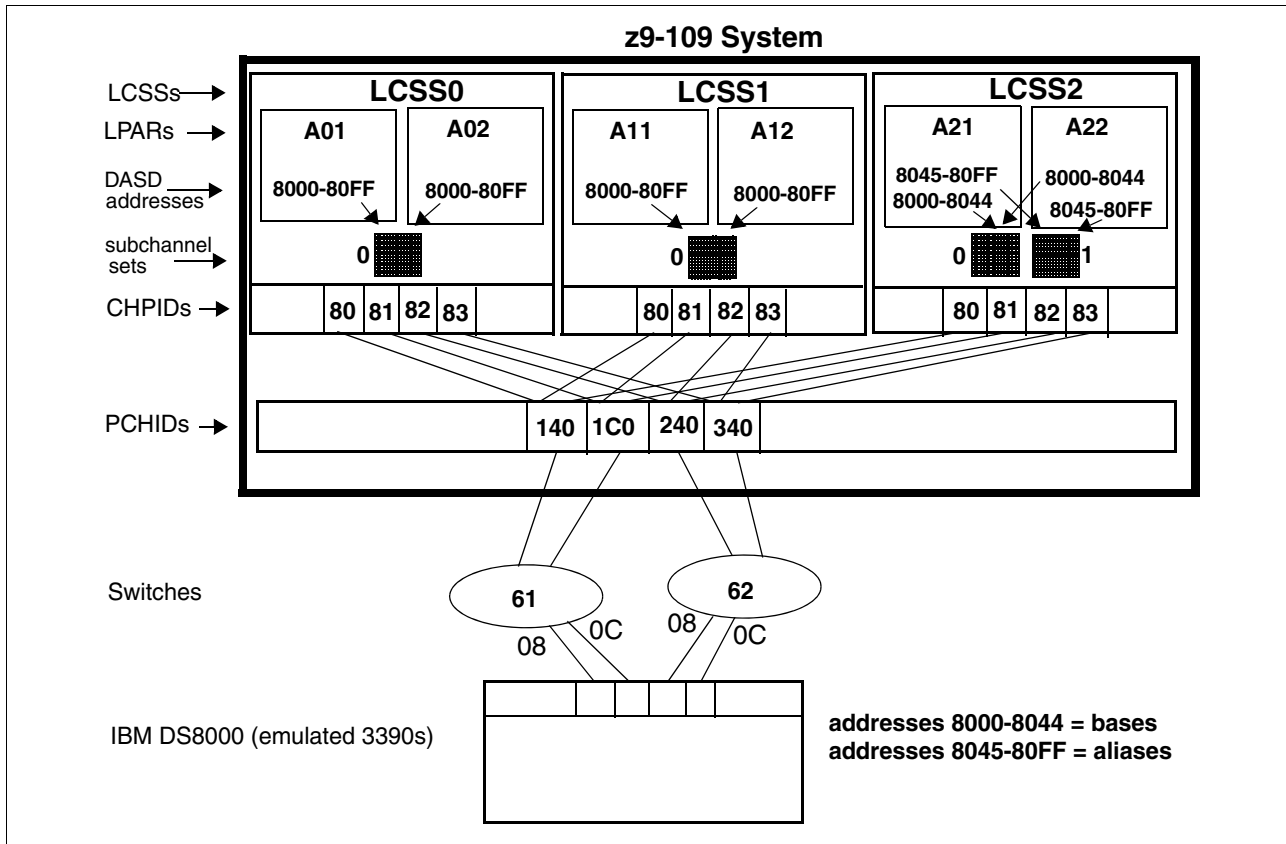 z9-109 System
LCSSs
LCSS0 LCSS1 LCSS2
LPARs
A01 A02 A11 A12 A21 A22
DASD
addresses
8000-80FF 8000-80FF 8000-80FF 8000-80FF 8045-80FF 8000-8044
8000-8044 8045-80FF
subchannel
sets
0 0 0 1
CHPIDs
80 81 82 83 80 81 82 83 80 81 82 83
PCHIDs
140 1C0 240 340
Switches
61 62
08 0C 08 0C
IBM DS8000 (emulated 3390s)
addresses 8000-8044 = bases
addresses 8045-80FF = aliases